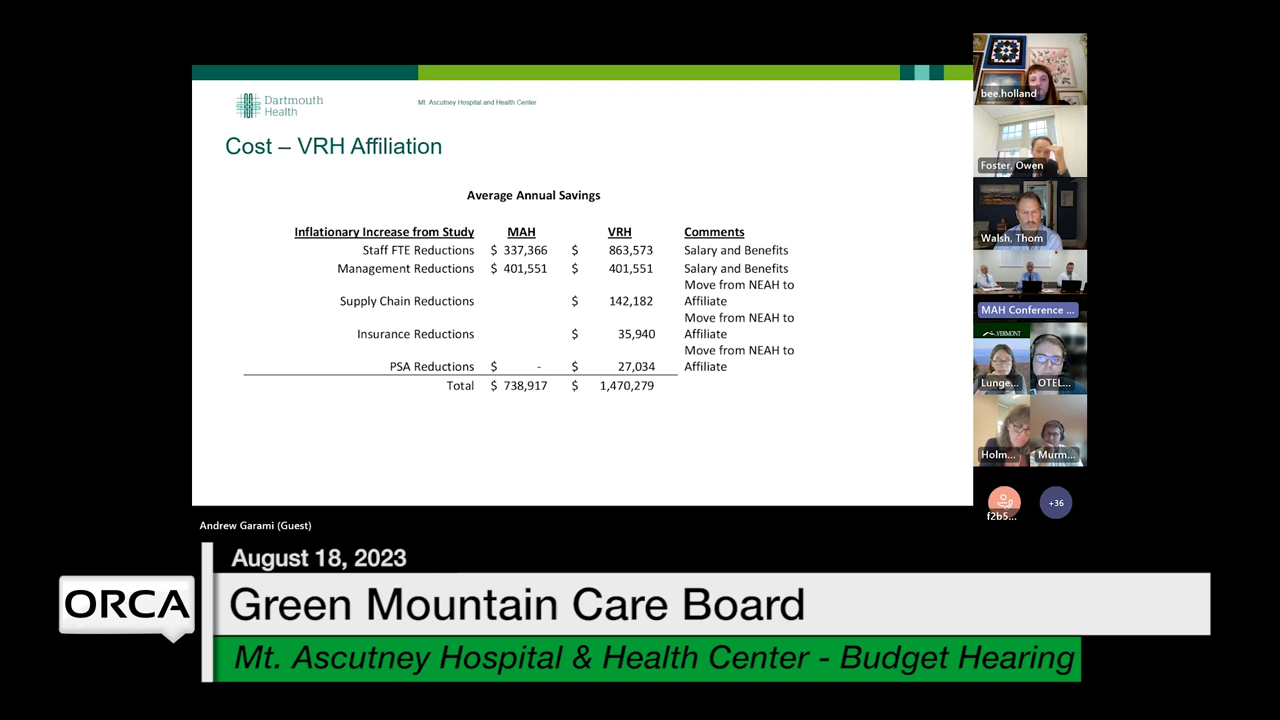 Dartmouth
Health
Mt. Ascutney Hospital and Health Center
Cost – VRH Affiliation
Average Annual Savings
Inflationary Increase from Study MAH VRH Comments
Staff FTE Reductions $ 337,366 $ 863,573 Salary and Benefits
Management Reductions $ 401,551 $ 401,551 Salary and Benefits
Move from NEAH to
Supply Chain Reductions $ 142,182 Affiliate
Move from NEAH to
Insurance Reductions $ 35,940 Affiliate
Move from NEAH to
PSA Reductions $ - $ 27,034 Affiliate
Total $ 738,917 $ 1,470,279
bee.holland
Foster, Owen
Walsh, Thom
MAH Conference ...
VERMONT
Lunge... OTEL...
Holm... Murm...
f2b5... +36
Andrew Garami (Guest)
August 18, 2023
ORCA
Green Mountain Care Board
Mt. Ascutney Hospital & Health Center - Budget Hearing